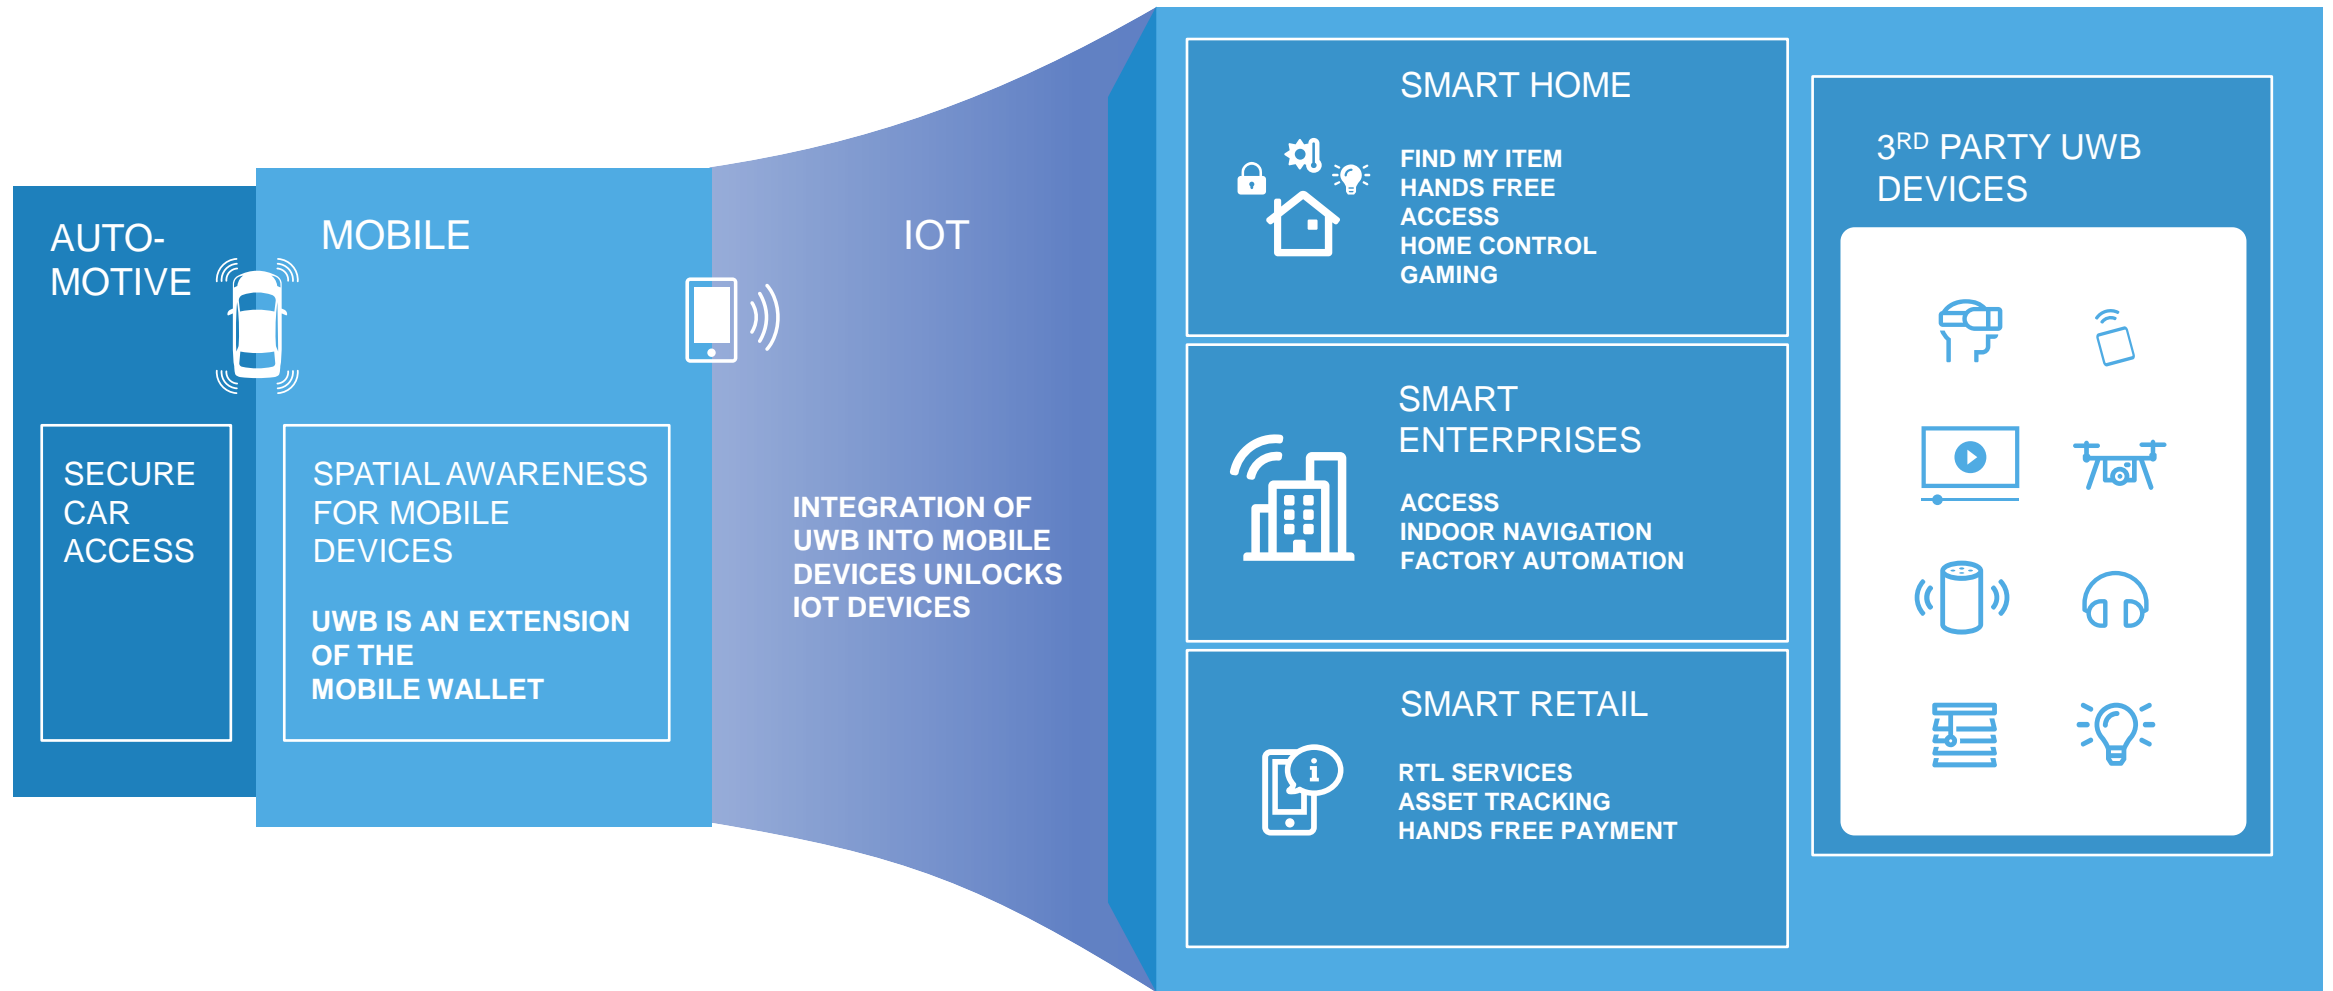 AUTO-
MOTIVE
SECURE
CAR
ACCESS
MOBILE
SPATIAL AWARENESS
FOR MOBILE
DEVICES
UWB IS AN EXTENSION
OF THE
MOBILE WALLET
IOT
INTEGRATION OF
UWB INTO MOBILE
DEVICES UNLOCKS
IOT DEVICES
SMART HOME
FIND MY ITEM
HANDS FREE
ACCESS
HOME CONTROL
GAMING
SMART
ENTERPRISES
ACCESS
INDOOR NAVIGATION
FACTORY AUTOMATION
SMART RETAIL
i
RTL SERVICES
ASSET TRACKING
HANDS FREE PAYMENT
3RD PARTY UWB
DEVICES